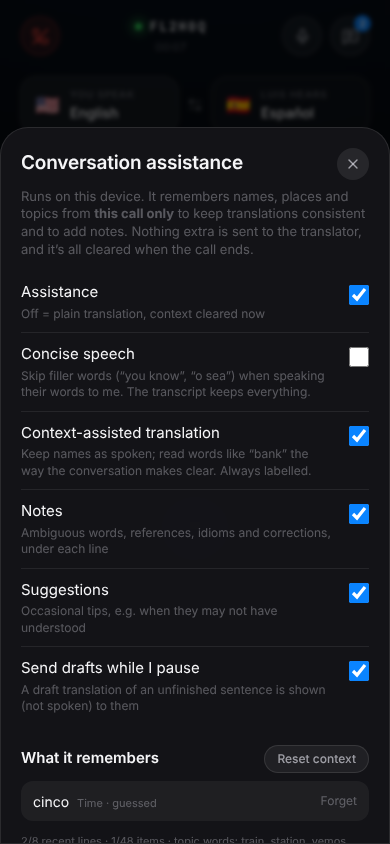 FLZH6Q
YOU SPEAK
English
Español
Conversation assistance
Runs on this device. It remembers names, places and
topics from this call only to keep translations consistent
and to add notes. Nothing extra is sent to the translator,
and it's all cleared when the call ends.
Assistance
Off = plain translation, context cleared now
Concise speech
Skip filler words (“you know”, “o sea”) when speaking
their words to me. The transcript keeps everything.
Context-assisted translation
Keep names as spoken; read words like “bank” the
way the conversation makes clear. Always labelled.
Notes
Ambiguous words, references, idioms and corrections,
under each line
Suggestions
Occasional tips, e.g. when they may not have
understood
Send drafts while I pause
A draft translation of an unfinished sentence is shown
(not spoken) to them
What it remembers
Reset context
cinco Time · guessed
Forget
2/8 recent lines · 1/48 items · topic words: train, station, vemos